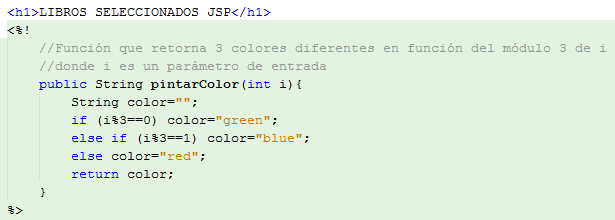 <h1>LIBROS SELECCIONADOS JSP</h1>
<%!
//Función que retorna 3 colores diferentes en función del módulo 3 de i
//donde i es un parámetro de entrada
public String pintarColor(int i){
String color="";
if (i%3==0) color="green";
else if (i%3==1) color="blue";
else color="red";
return color;
}
%>